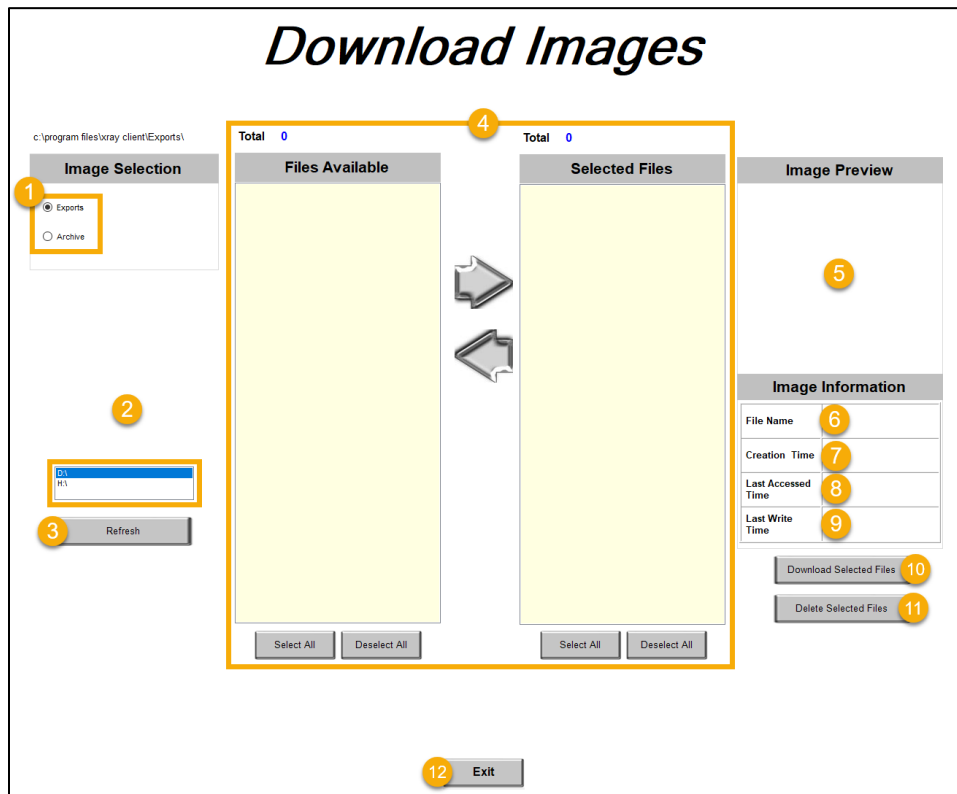 Download Images
c:\program files\xray client\Exports\
Total 0
4
Total 0
Image Selection
Files Available
Selected Files
Image Preview
1
Exports
Archive
5
2
Image Information
File Name 6
Creation Time 7
Last Accessed
Time
8
Last Write
Time
9
D:\
H:\
3 Refresh
Download Selected Files 10
Delete Selected Files 11
Select All
Deselect All
Select All
Deselect All
12 Exit